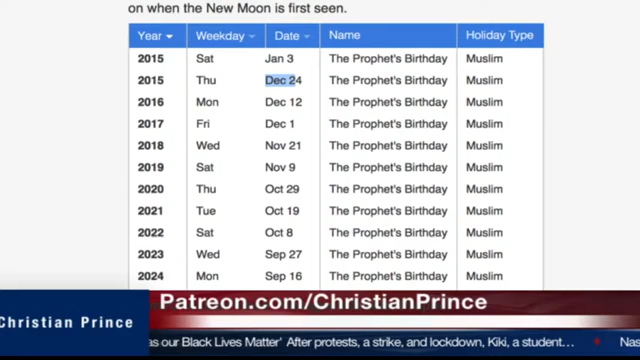 on when the New Moon is first seen.
Year Weekday Date Name Holiday Type
2015 Sat Jan 3 The Prophet's Birthday Muslim
2015 Thu Dec 24 The Prophet's Birthday Muslim
2016 Mon Dec 12 The Prophet's Birthday Muslim
2017 Fri Dec 1 The Prophet's Birthday Muslim
2018 Wed Nov 21 The Prophet's Birthday Muslim
2019 Sat Nov 9 The Prophet's Birthday Muslim
2020 Thu Oct 29 The Prophet's Birthday Muslim
2021 Tue Oct 19 The Prophet's Birthday Muslim
2022 Sat Oct 8 The Prophet's Birthday Muslim
2023 Wed Sep 27 The Prophet's Birthday Muslim
2024 Mon Sep 16 The Prophet's Birthday Muslim
Patreon.com/ChristianPrince
Christian Prince
as our Black Lives Matter' After protests, a strike, and lockdown, Kiki, a student… Nas